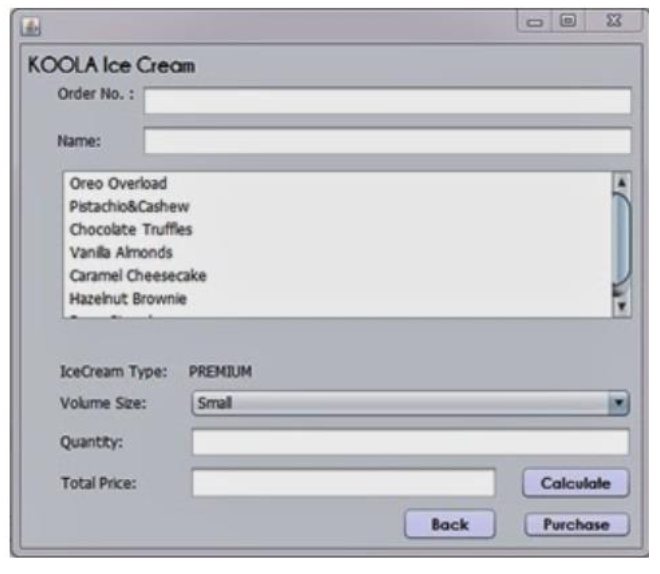 KOOLA Ice Cream
Order No. :
Name:
Oreo Overload
Pistachio&Cashew
Chocolate Truffles
Vanilla Almonds
Caramel Cheesecake
Hazelnut Brownie
IceCream Type: PREMIUM
Volume Size: Small
Quantity:
Total Price: Calculate
Back Purchase